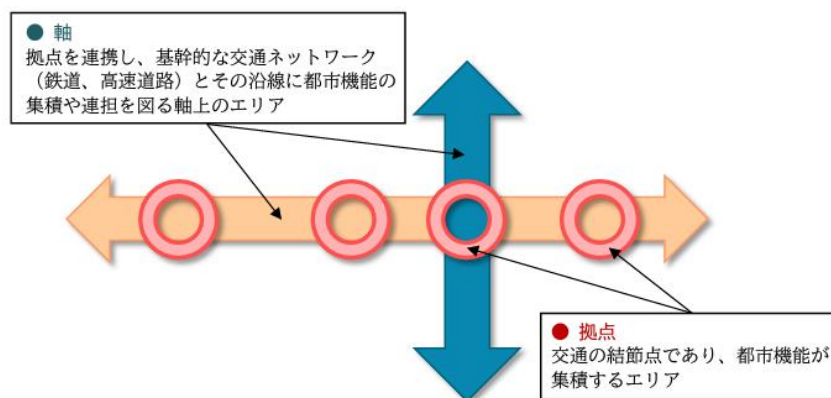 ● 軸
拠点を連携し、基幹的な交通ネットワーク
（鉄道、高速道路）とその沿線に都市機能の
集積や連担を図る軸上のエリア
● 拠点
交通の結節点であり、都市機能が
集積するエリア